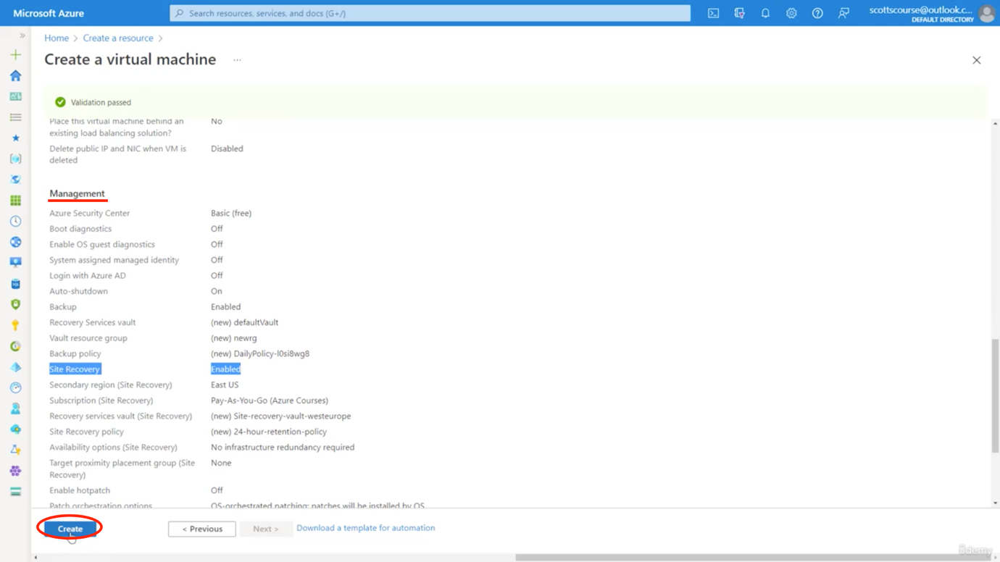 Microsoft Azure
Search resources, services, and docs (G+/)
scottscourse@outlook.c...
DEFAULT DIRECTORY
Home > Create a resource >
Create a virtual machine ...
Validation passed
Place this virtual machine behind an No
existing load balancing solution?
Delete public IP and NIC when VM is Disabled
deleted
Management
Azure Security Center Basic (free)
Boot diagnostics Off
Enable OS guest diagnostics Off
System assigned managed identity Off
Login with Azure AD Off
Auto-shutdown On
Backup Enabled
Recovery Services vault (new) defaultVault
Vault resource group (new) newrg
Backup policy (new) DailyPolicy-l0si8wg8
Site Recovery Enabled
Secondary region (Site Recovery) East US
Subscription (Site Recovery) Pay-As-You-Go (Azure Courses)
Recovery services vault (Site Recovery) (new) Site-recovery-vault-westeurope
Site Recovery policy (new) 24-hour-retention-policy
Availability options (Site Recovery) No infrastructure redundancy required
Target proximity placement group (Site None
Recovery)
Enable hotpatch Off
Patch orchestration options OS-orchestrated patching: patches will be installed by OS
Create < Previous Next > Download a template for automation
ûdemy